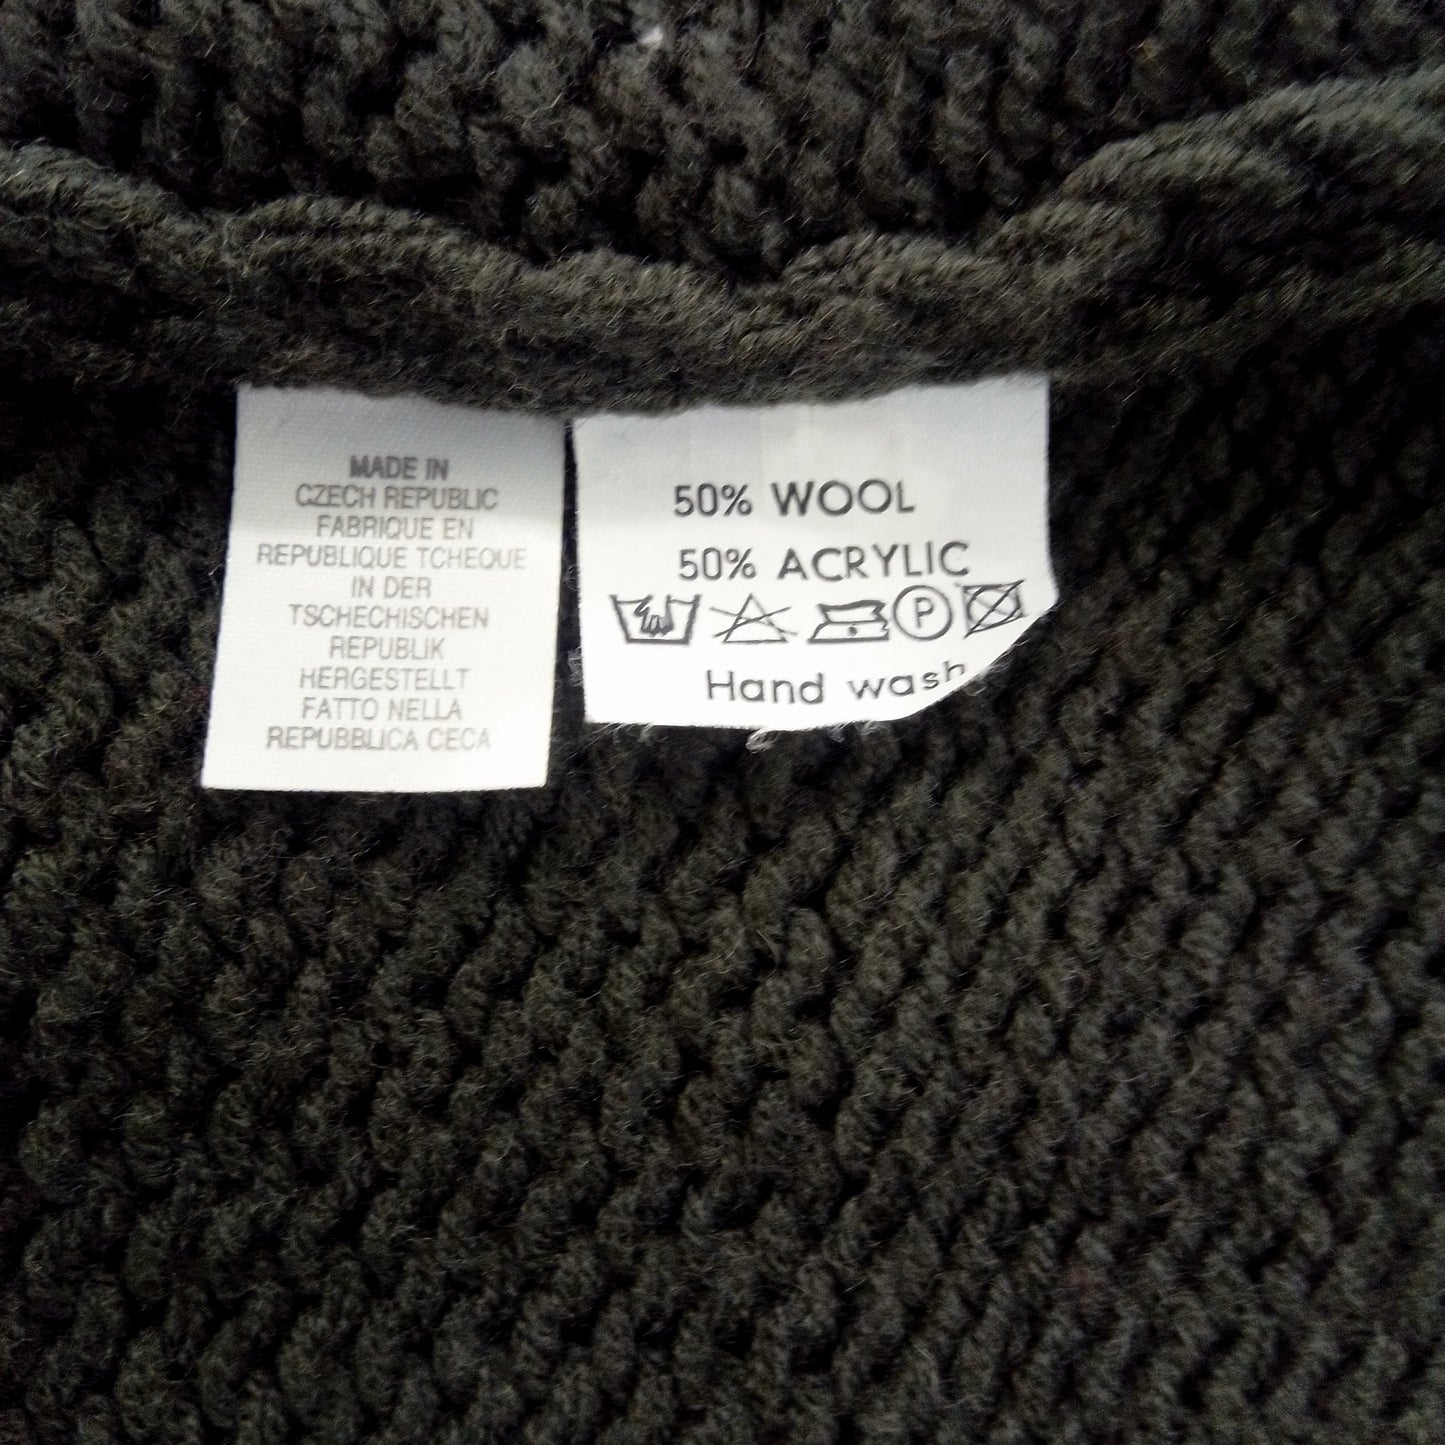 MADE IN
CZECH REPUBLIC
FABRIQUE EN
REPUBLIQUE TCHEQUE
IN DER
TSCHECHISCHEN
REPUBLIK
HERGESTELLT
FATTO NELLA
REPUBBLICA CECA
50% WOOL
50% ACRYLIC
P
Hand wash